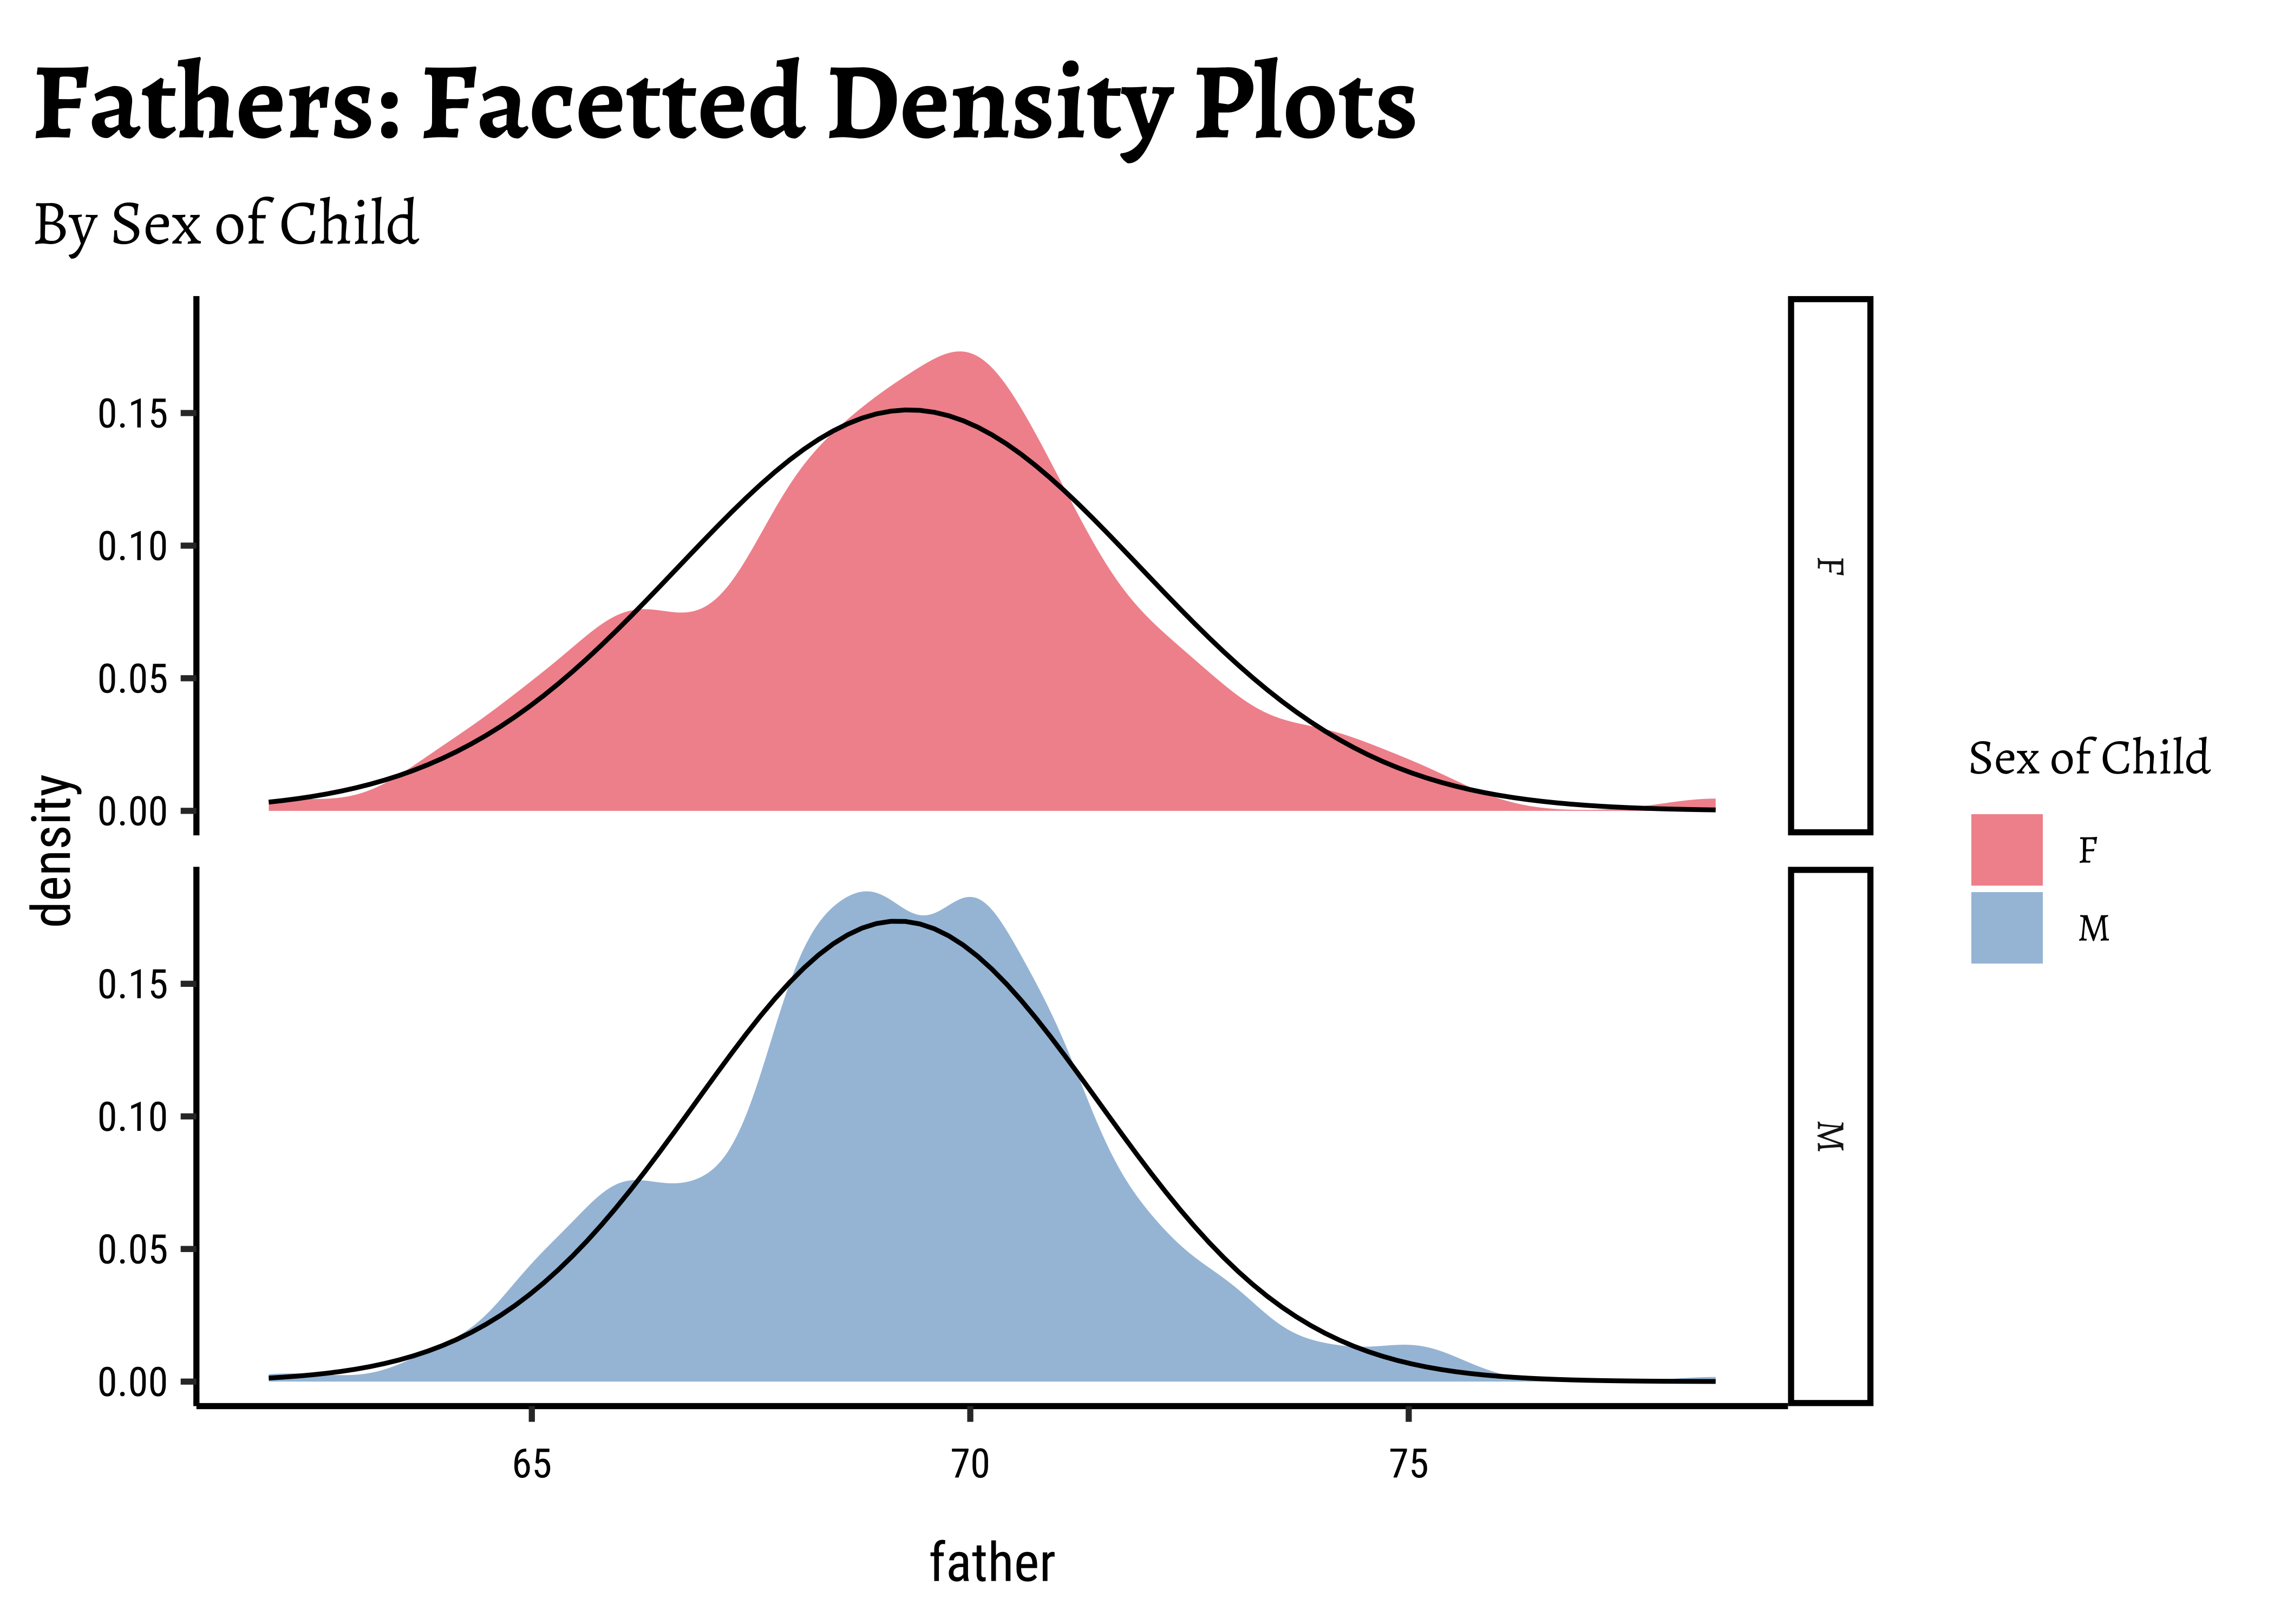 Fathers: Facetted Density Plots
By Sex of Child
density
0.15
0.10
0.05
0.00
F
0.15
0.10
0.05
0.00
M
65 70 75
father
Sex of Child
F
M